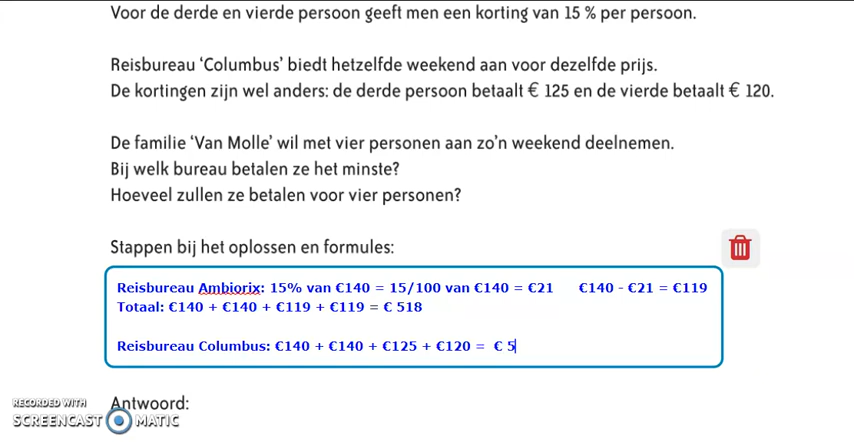 Voor de derde en vierde persoon geeft men een korting van 15 % per persoon.
Reisbureau ‘Columbus’ biedt hetzelfde weekend aan voor dezelfde prijs.
De kortingen zijn wel anders: de derde persoon betaalt € 125 en de vierde betaalt € 120.
De familie ‘Van Molle’ wil met vier personen aan zo’n weekend deelnemen.
Bij welk bureau betalen ze het minste?
Hoeveel zullen ze betalen voor vier personen?
Stappen bij het oplossen en formules:
Reisbureau Ambiorix: 15% van €140 = 15/100 van €140 = €21 €140 - €21 = €119
Totaal: €140 + €140 + €119 + €119 = € 518
Reisbureau Columbus: €140 + €140 + €125 + €120 = € 5
Antwoord:
RECORDED WITH
SCREENCAST MATIC